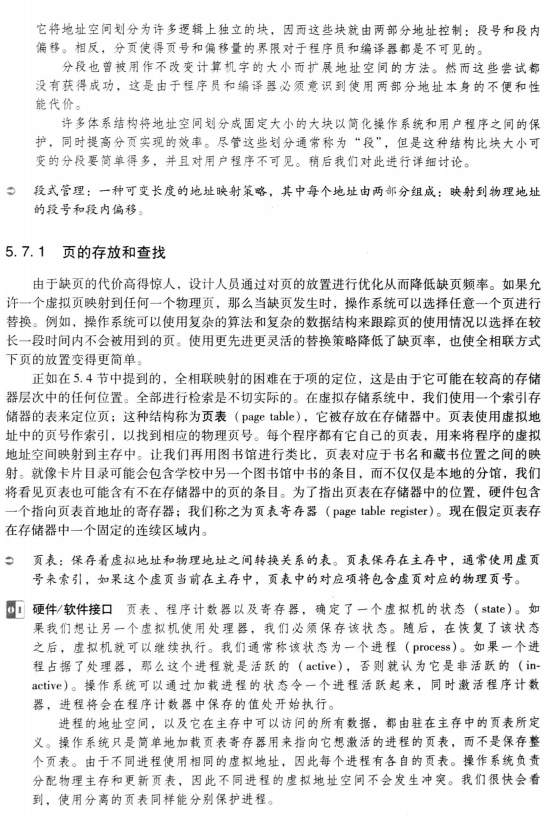 它将地址空间划分为许多逻辑上独立的块，因而这些块就由两部分地址控制：段号和段内
偏移。相反，分页使得页号和偏移量的界限对于程序员和编译器都是不可见的。
分段也曾被用作不改变计算机字的大小而扩展地址空间的方法。然而这些尝试都
没有获得成功，这是由于程序员和编译器必须意识到使用两部分地址本身的不便和性
能代价。
许多体系结构将地址空间划分成固定大小的大块以简化操作系统和用户程序之间的保
护，同时提高分页实现的效率。尽管这些划分通常称为“段”，但是这种结构比块大小可
变的分段要简单得多，并且对用户程序不可见。稍后我们对此进行详细讨论。
段式管理：一种可变长度的地址映射策略，其中每个地址由两部分组成：映射到物理地址
的段号和段内偏移。
5.7.1 页的存放和查找
由于缺页的代价高得惊人，设计人员通过对页的放置进行优化从而降低缺页频率。如果允
许一个虚拟页映射到任何一个物理页，那么当缺页发生时，操作系统可以选择任意一个页进行
替换。例如，操作系统可以使用复杂的算法和复杂的数据结构来跟踪页的使用情况以选择在较
长一段时间内不会被用到的页。使用更先进更灵活的替换策略降低了缺页率，也使全相联方式
下页的放置变得更简单。
正如在5.4节中提到的，全相联映射的困难在于项的定位，这是由于它可能在较高的存储
器层次中的任何位置。全部进行检索是不切实际的。在虚拟存储系统中，我们使用一个索引存
储器的表来定位页；这种结构称为页表（page table），它被存放在存储器中。页表使用虚拟地
址中的页号作索引，以找到相应的物理页号。每个程序都有它自己的页表，用来将程序的虚拟
地址空间映射到主存中。让我们再用图书馆进行类比，页表对应于书名和藏书位置之间的映
射。就像卡片目录可能会包含学校中另一个图书馆中书的条目，而不仅仅是本地的分馆，我们
将看见页表也可能含有不在存储器中的页的条目。为了指出页表在存储器中的位置，硬件包含
一个指向页表首地址的寄存器；我们称之为页表寄存器（page table register）。现在假定页表存
在存储器中一个固定的连续区域内。
页表：保存着虚拟地址和物理地址之间转换关系的表。页表保存在主存中，通常使用虚页
号来索引，如果这个虚页当前在主存中，页表中的对应项将包含虚页对应的物理页号。
01 硬件/软件接口 页表、程序计数器以及寄存器，确定了一个虚拟机的状态（state）。如
果我们想让另一个虚拟机使用处理器，我们必须保存该状态。随后，在恢复了该状态
之后，虚拟机就可以继续执行。我们通常称该状态为一个进程（process）。如果一个进
程占据了处理器，那么这个进程就是活跃的（active），否则就认为它是非活跃的（in-
active）。操作系统可以通过加载进程的状态令一个进程活跃起来，同时激活程序计数
器，进程将会在程序计数器中保存的值处开始执行。
进程的地址空间，以及它在主存中可以访问的所有数据，都由驻在主存中的页表所定
义。操作系统只是简单地加载页表寄存器用来指向它想激活的进程的页表，而不是保存整
个页表。由于不同进程使用相同的虚拟地址，因此每个进程有各自的页表。操作系统负责
分配物理主存和更新页表，因此不同进程的虚拟地址空间不会发生冲突。我们很快会看
到，使用分离的页表同样能分别保护进程。